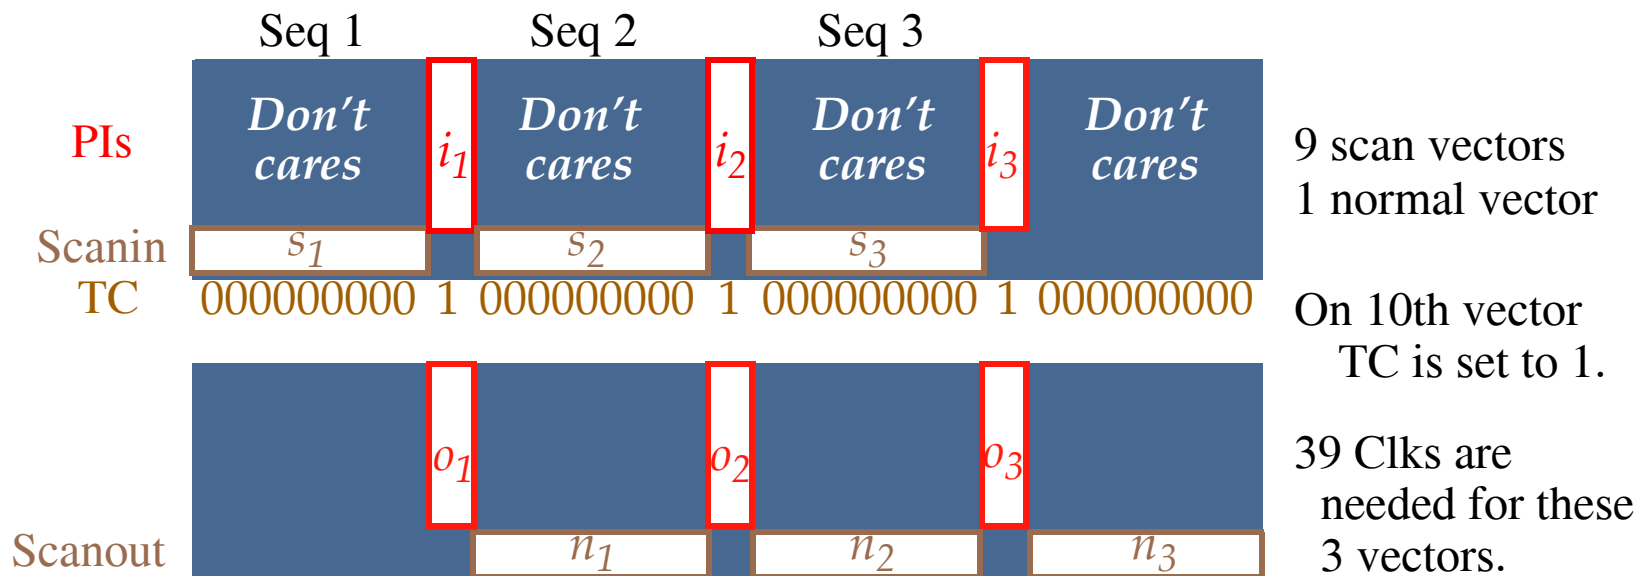 Seq 1 Seq 2 Seq 3
PIs Don't cares i1 Don't cares i2 Don't cares i3 Don't cares
Scanin s1 s2 s3
TC 000000000 1 000000000 1 000000000 1 000000000
9 scan vectors
1 normal vector
On 10th vector
TC is set to 1.
o1 o2 o3
Scanout n1 n2 n3
39 Clks are
needed for these
3 vectors.